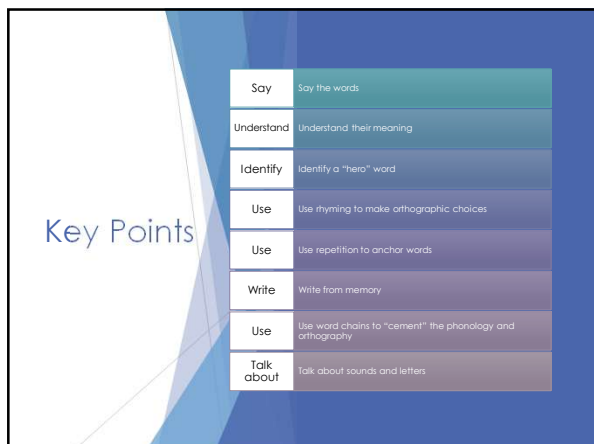 Key Points
Say
Say the words
Understand
Understand their meaning
Identify
Identify a “hero” word
Use
Use rhyming to make orthographic choices
Use
Use repetition to anchor words
Write
Write from memory
Use
Use word chains to “cement” the phonology and
orthography
Talk
about
Talk about sounds and letters